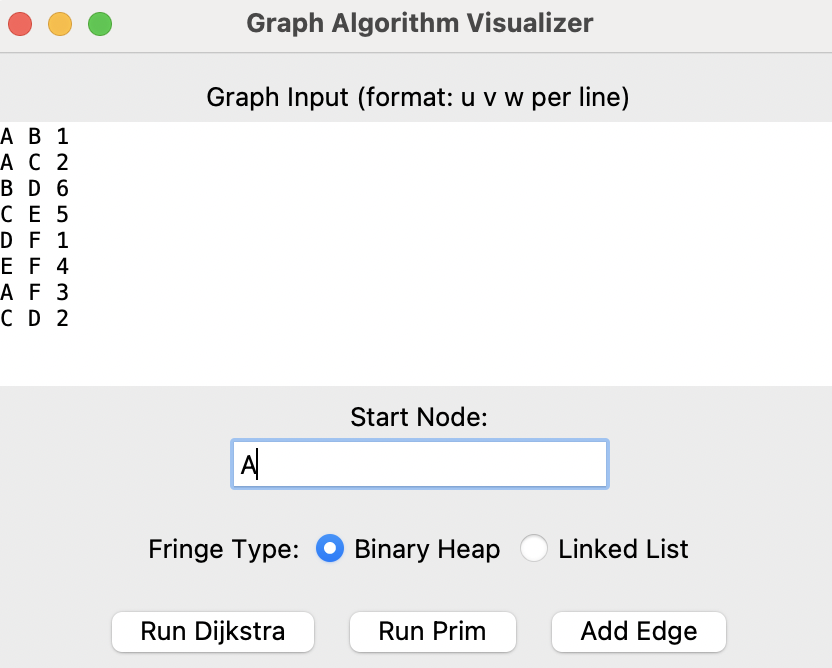 Graph Algorithm Visualizer
Graph Input (format: u v w per line)
A B 1
A C 2
B D 6
C E 5
D F 1
E F 4
A F 3
C D 2
Start Node:
A
Fringe Type: Binary Heap Linked List
Run Dijkstra Run Prim Add Edge